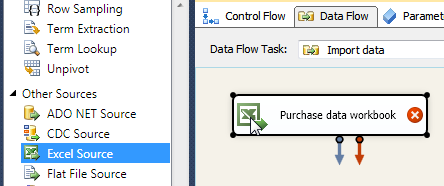 Row Sampling
Term Extraction
Term Lookup
Unpivot
Other Sources
ADO NET Source
CDC Source
Excel Source
Flat File Source
Control Flow
Data Flow
Paramet
Data Flow Task:
Import data
Purchase data workbook